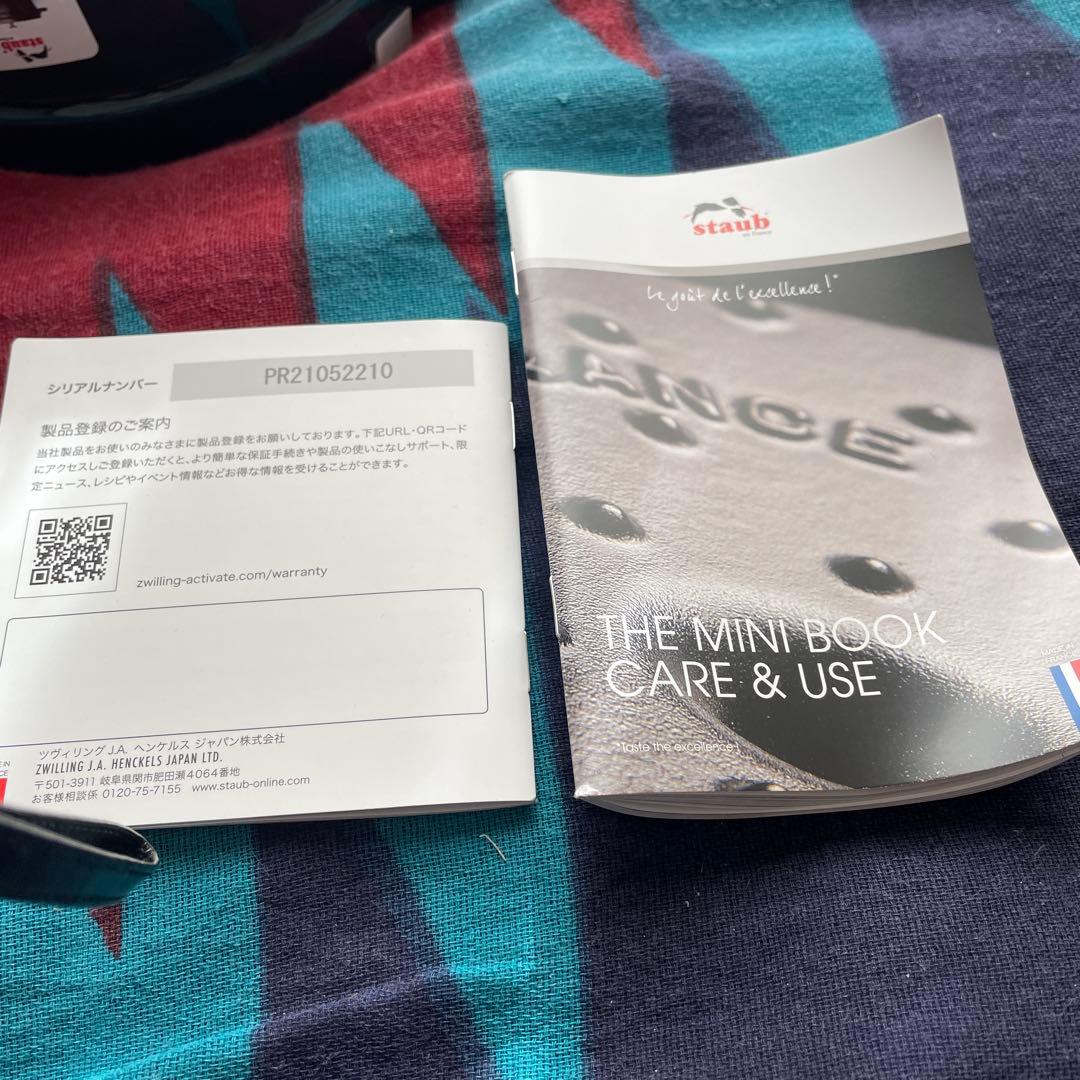 staub
シリアルナンバー PR21052210
製品登録のご案内
当社製品をお使いのみなさまに製品登録をお願いしております。下記URL・QRコード
にアクセスしご登録いただくと、より簡単な保証手続きや製品の使いこなしサポート、限
定ニュース、レシピやイベント情報などお得な情報を受けることができます。
zwilling-activate.com/warranty
ツヴィリング J.A. ヘンケルス ジャパン株式会社
ZWILLING J.A. HENCKELS JAPAN LTD.
〒501-3911 岐阜県関市肥田瀬4064番地
お客様相談係 0120-75-7155 www.staub-online.com
staub
Le goût de l'excellence !*
ANCE
THE MINI BOOK
CARE & USE
*Taste the excellence !
MADE IN